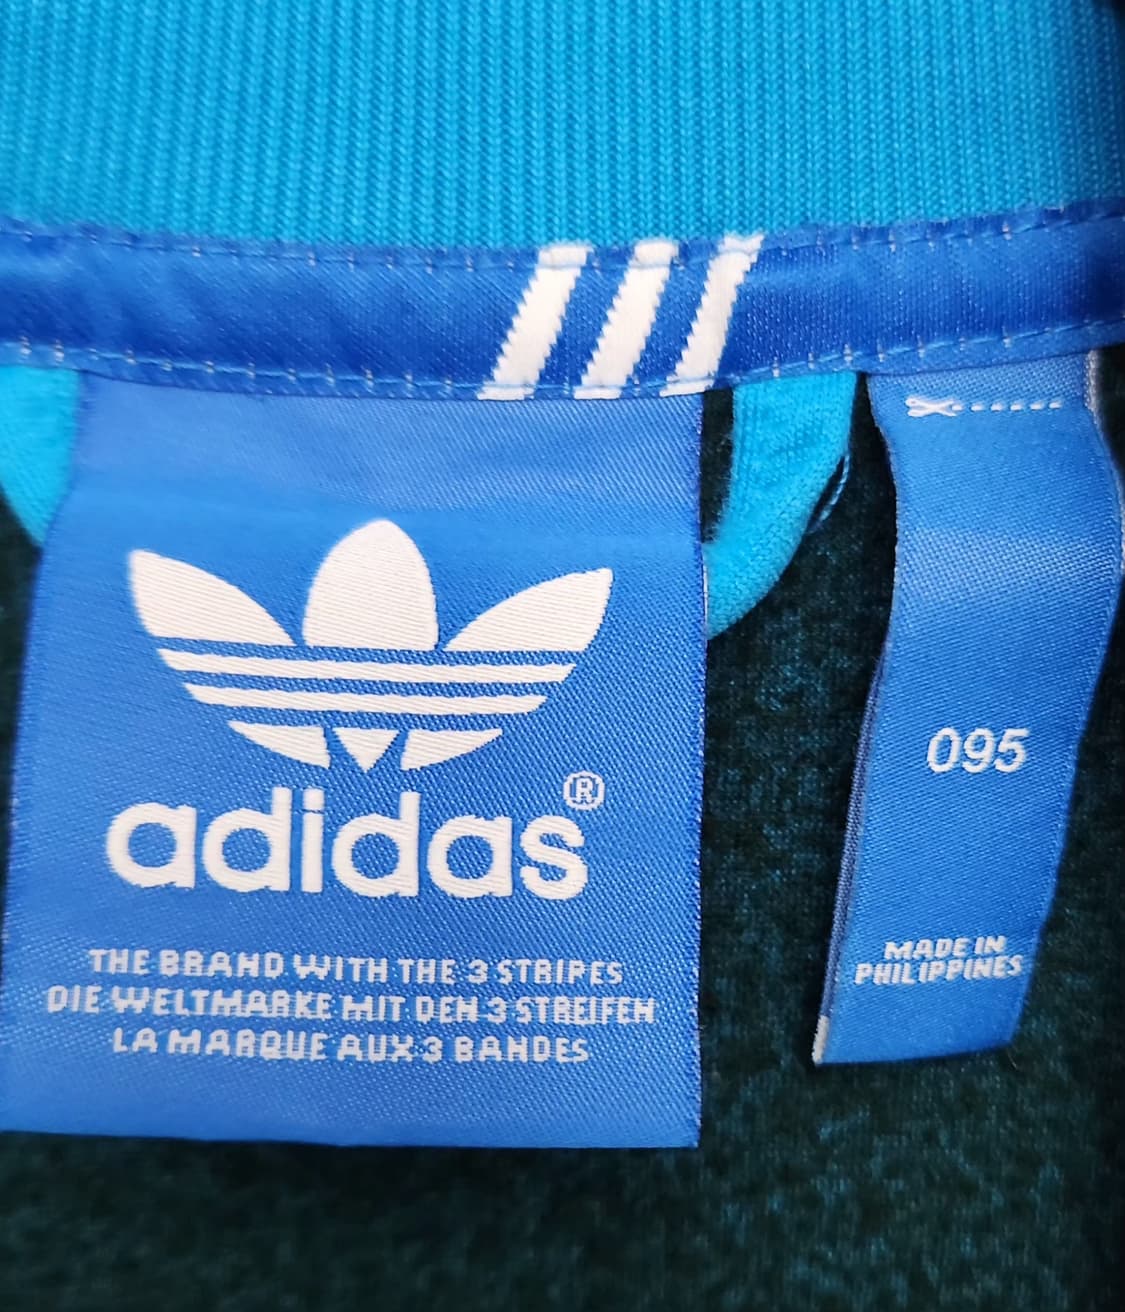 adidas®
THE BRAND WITH THE 3 STRIPES
DIE WELTMARKE MIT DEN 3 STREIFEN
LA MARQUE AUX 3 BANDES
095
MADE IN
PHILIPPINES